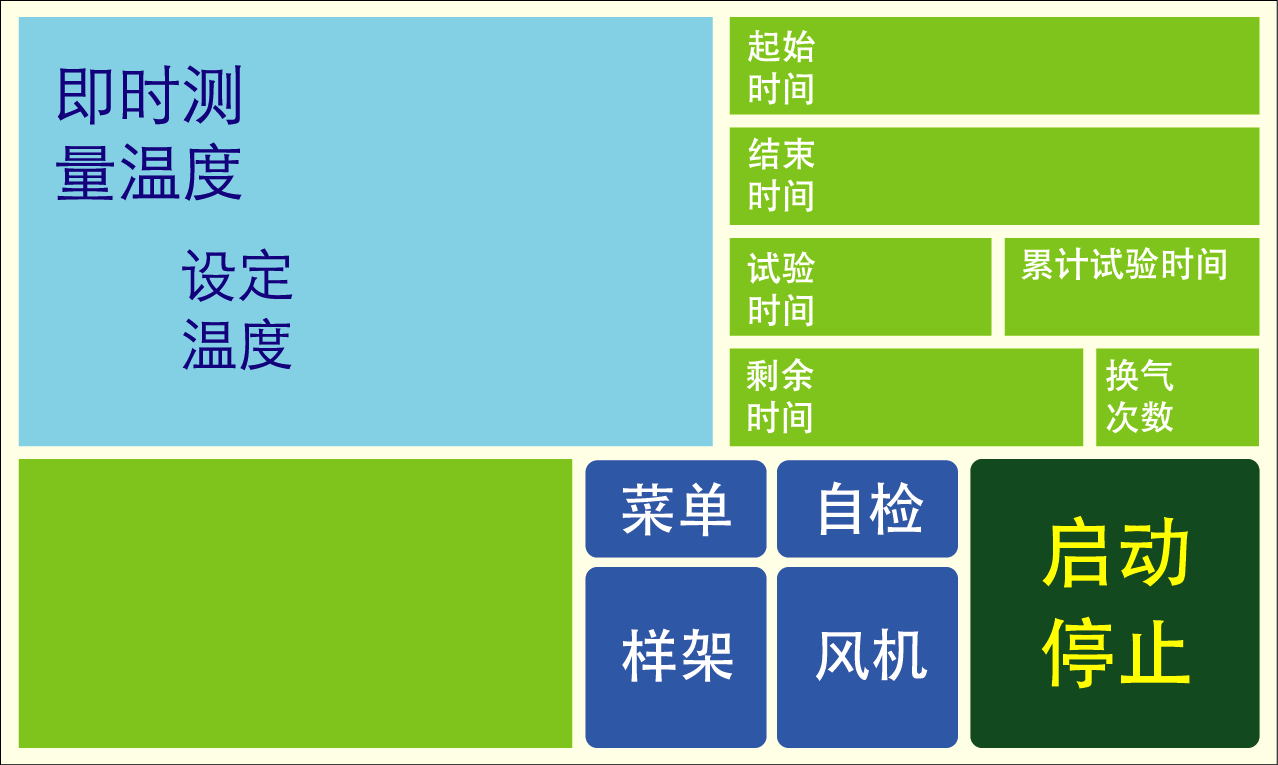 即时测
量温度
设定
温度
起始
时间
结束
时间
试验
时间
累计试验时间
剩余
时间
换气
次数
菜单
自检
样架
风机
启动
停止